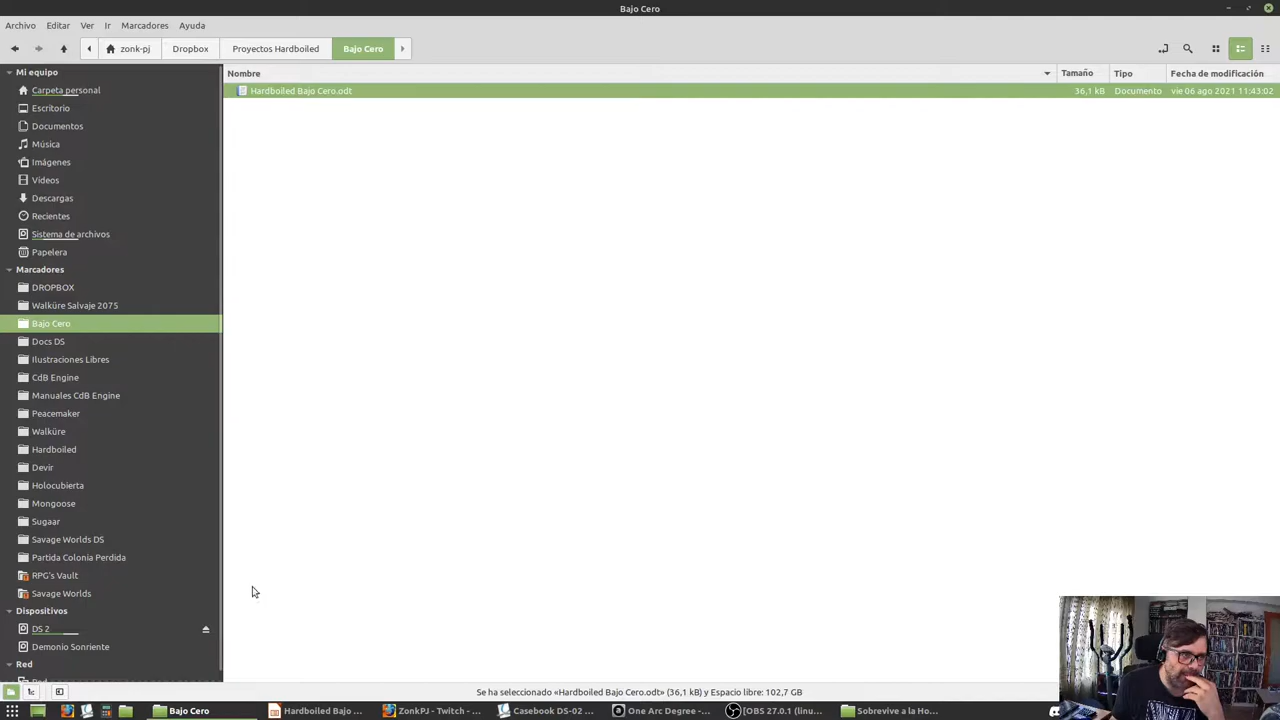 Bajo Cero
Archivo Editar Ver Ir Marcadores Ayuda
zonk-pj Dropbox Proyectos Hardboiled Bajo Cero
Mi equipo
Carpeta personal
Escritorio
Documentos
Música
Imágenes
Vídeos
Descargas
Recientes
Sistema de archivos
Papelera
Marcadores
DROPBOX
Walküre Salvaje 2075
Bajo Cero
Docs DS
Ilustraciones Libres
CdB Engine
Manuales CdB Engine
Peacemaker
Walküre
Hardboiled
Devir
Holocubierta
Mongoose
Sugaar
Savage Worlds DS
Partida Colonia Perdida
RPG's Vault
Savage Worlds
Dispositivos
DS 2
Demonio Sonriente
Red
Nombre Tamaño Tipo Fecha de modificación
Hardboiled Bajo Cero.odt 36,1 kB Documento vie 06 ago 2021 11:43:02
Se ha seleccionado «Hardboiled Bajo Cero.odt» (36,1 kB) y Espacio libre: 102,7 GB
Bajo Cero Hardboiled Bajo ... ZonkPJ - Twitch - ... Casebook DS-02 ... One Arc Degree -... [OBS 27.0.1 (linu... Sobrevive a la Ho...